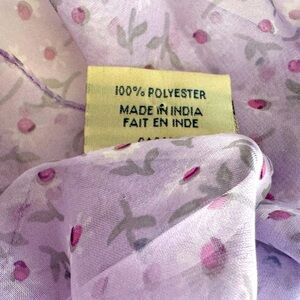 100% POLYESTER
MADE IN INDIA
FAIT EN INDE